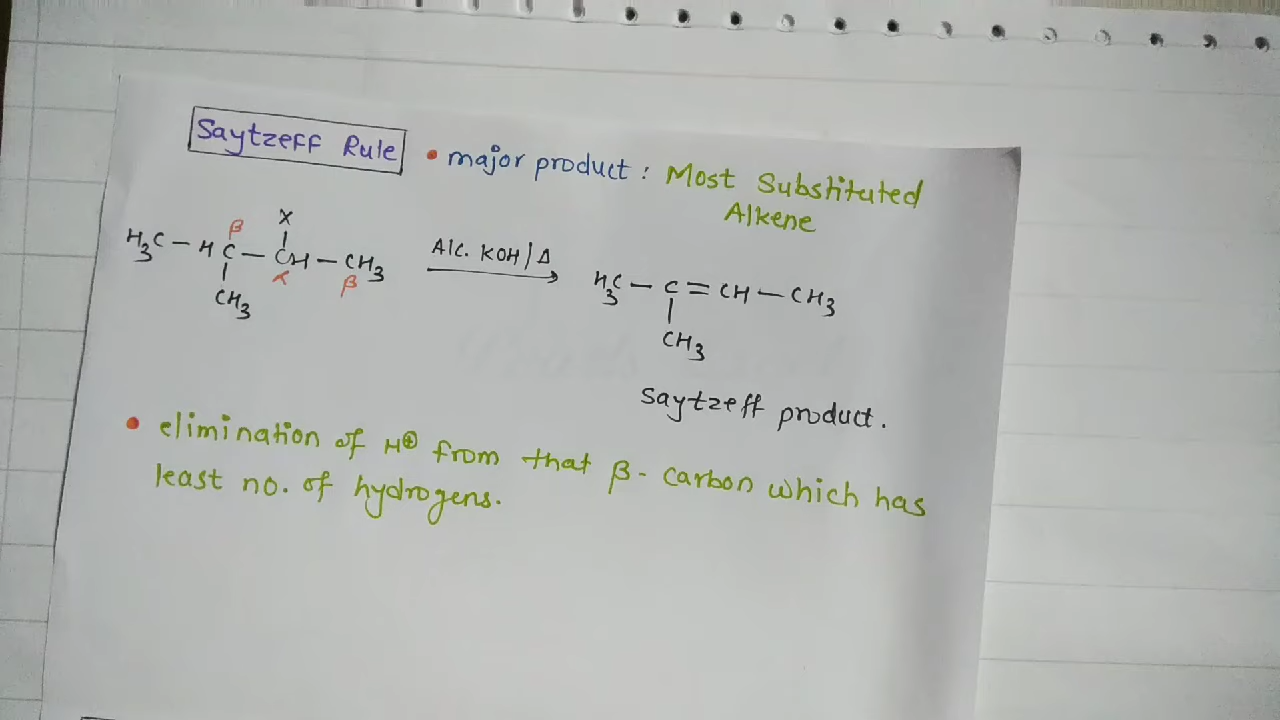 Saytzeff Rule • major product : Most Substituted
Alkene
β X
H₃C — HC — CH — CH₃ Alc. KOH / Δ
α β
CH₃
H₃C — C = CH — CH₃
CH₃
Saytzeff product.
• elimination of H⊕ from that β - carbon which has
least no. of hydrogens.